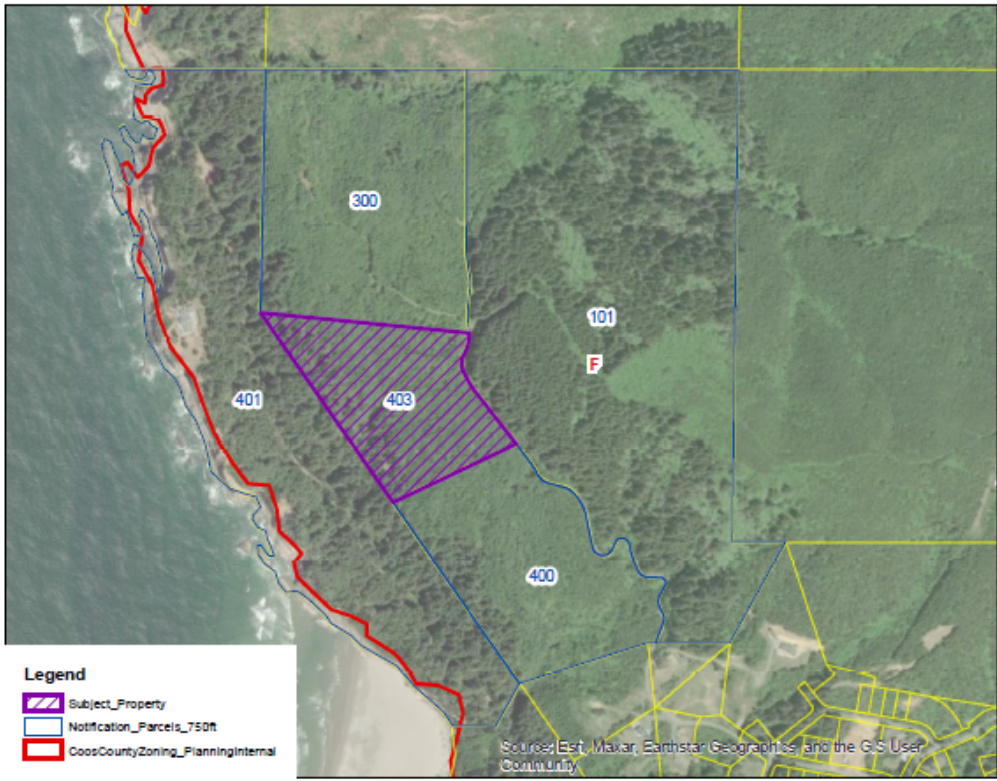 300
101
F
401
403
400
Legend
Subject_Property
Notification_Parcels_750ft
CoosCountyZoning_PlanningInternal
Source: Esri, Maxar, Earthstar Geographics, and the GIS User
Community